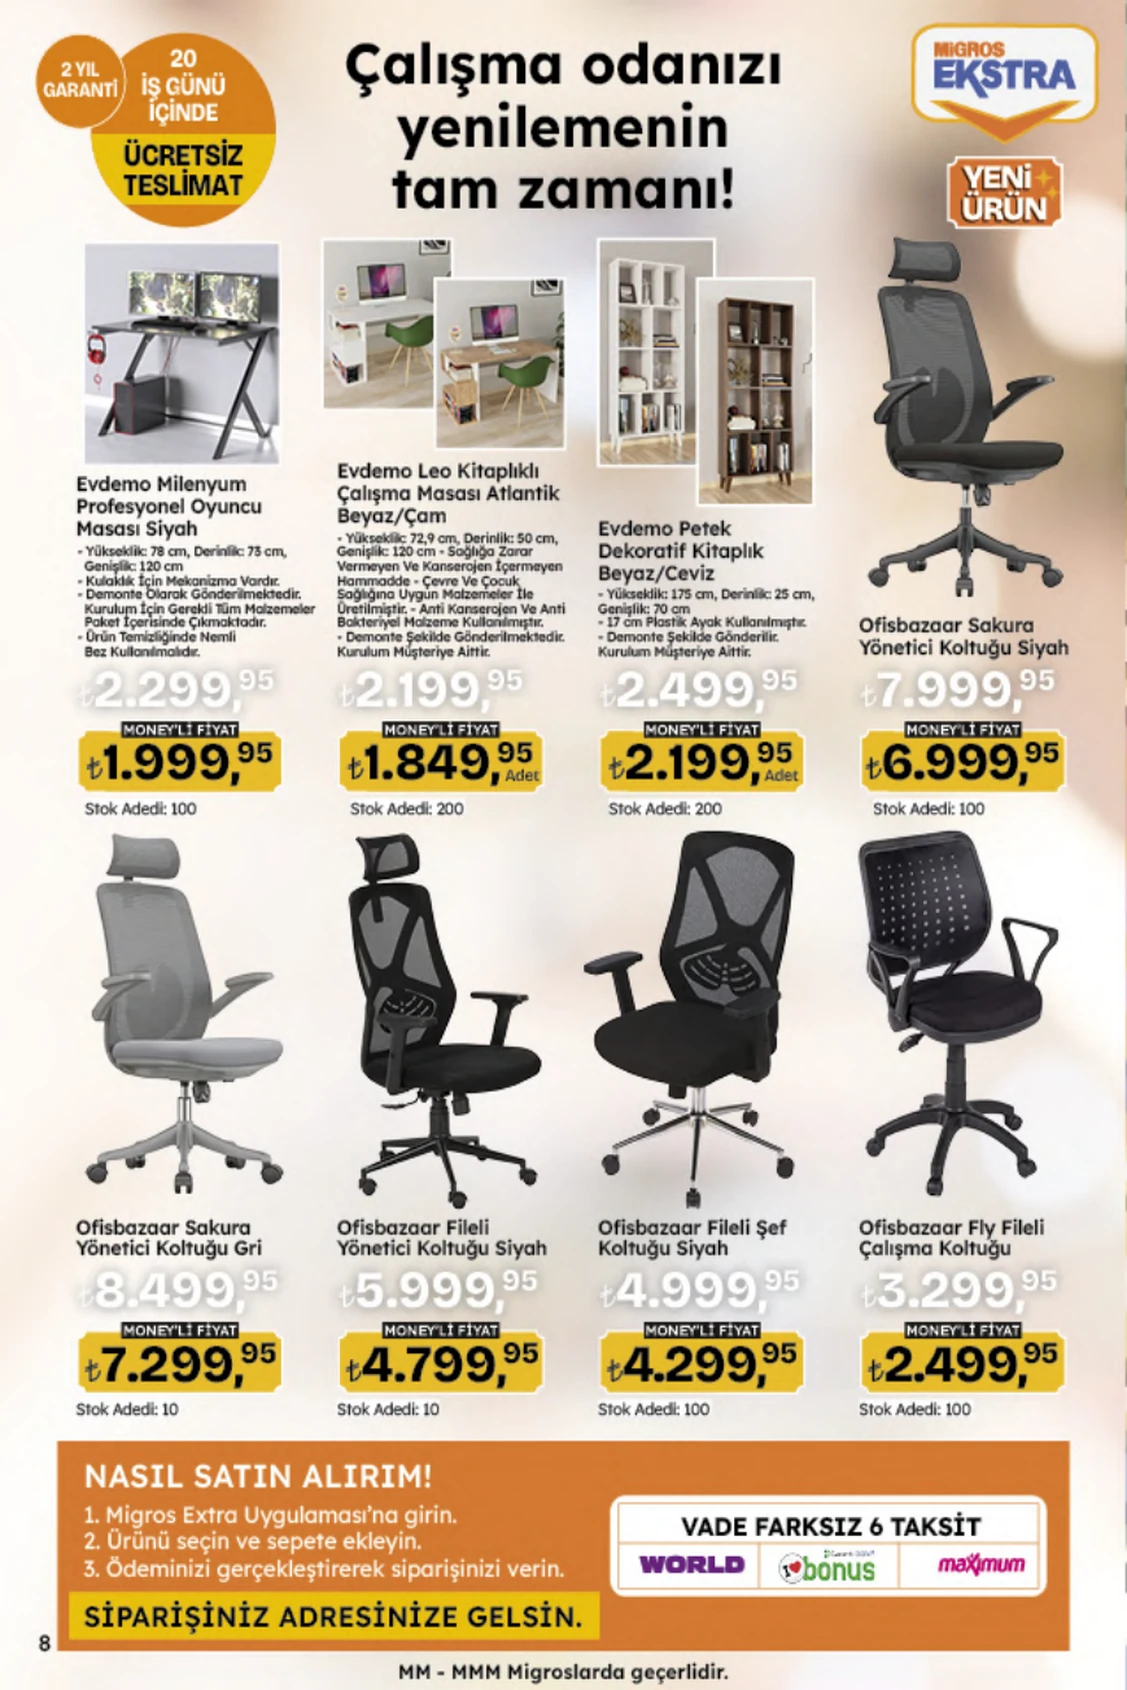 2 YIL
GARANTİ
20
İŞ GÜNÜ
İÇİNDE
ÜCRETSİZ
TESLİMAT
Çalışma odanızı
yenilemenin
tam zamanı!
MİGROS
EKSTRA
YENİ
ÜRÜN
Evdemo Milenyum
Profesyonel Oyuncu
Masası Siyah
- Yükseklik: 78 cm, Derinlik: 73 cm,
Genişlik: 120 cm
- Kulaklık İçin Mekanizma Vardır.
- Demonte Olarak Gönderilmektedir.
Kurulum İçin Gerekli Tüm Malzemeler
Paket İçerisinde Çıkmaktadır.
- Ürün Temizliğinde Nemli
Bez Kullanılmalıdır.
₺2.299,95
MONEY'Lİ FİYAT
₺1.999,95
Stok Adedi: 100
Evdemo Leo Kitaplıklı
Çalışma Masası Atlantik
Beyaz/Çam
- Yükseklik: 72,9 cm, Derinlik: 50 cm,
Genişlik: 120 cm - Sağlığa Zarar
Vermeyen Ve Kanserojen İçermeyen
Hammadde - Çevre Ve Çocuk
Sağlığına Uygun Malzemeler İle
Üretilmiştir. - Anti Kanserojen Ve Anti
Bakteriyel Malzeme Kullanılmıştır.
- Demonte Şekilde Gönderilmektedir.
Kurulum Müşteriye Aittir.
₺2.199,95
MONEY'Lİ FİYAT
₺1.849,95 Adet
Stok Adedi: 200
Evdemo Petek
Dekoratif Kitaplık
Beyaz/Ceviz
- Yükseklik: 175 cm, Derinlik: 25 cm,
Genişlik: 70 cm
- 17 cm Plastik Ayak Kullanılmıştır.
- Demonte Şekilde Gönderilir.
Kurulum Müşteriye Aittir.
₺2.499,95
MONEY'Lİ FİYAT
₺2.199,95 Adet
Stok Adedi: 200
Ofisbazaar Sakura
Yönetici Koltuğu Siyah
₺7.999,95
MONEY'Lİ FİYAT
₺6.999,95
Stok Adedi: 100
Ofisbazaar Sakura
Yönetici Koltuğu Gri
₺8.499,95
MONEY'Lİ FİYAT
₺7.299,95
Stok Adedi: 10
Ofisbazaar Fileli
Yönetici Koltuğu Siyah
₺5.999,95
MONEY'Lİ FİYAT
₺4.799,95
Stok Adedi: 10
Ofisbazaar Fileli Şef
Koltuğu Siyah
₺4.999,95
MONEY'Lİ FİYAT
₺4.299,95
Stok Adedi: 100
Ofisbazaar Fly Fileli
Çalışma Koltuğu
₺3.299,95
MONEY'Lİ FİYAT
₺2.499,95
Stok Adedi: 100
NASIL SATIN ALIRIM!
1. Migros Extra Uygulaması'na girin.
2. Ürünü seçin ve sepete ekleyin.
3. Ödeminizi gerçekleştirerek siparişinizi verin.
SİPARİŞİNİZ ADRESİNİZE GELSİN.
VADE FARKSIZ 6 TAKSİT
WORLD
bonus
maximum
8
MM - MMM Migroslarda geçerlidir.